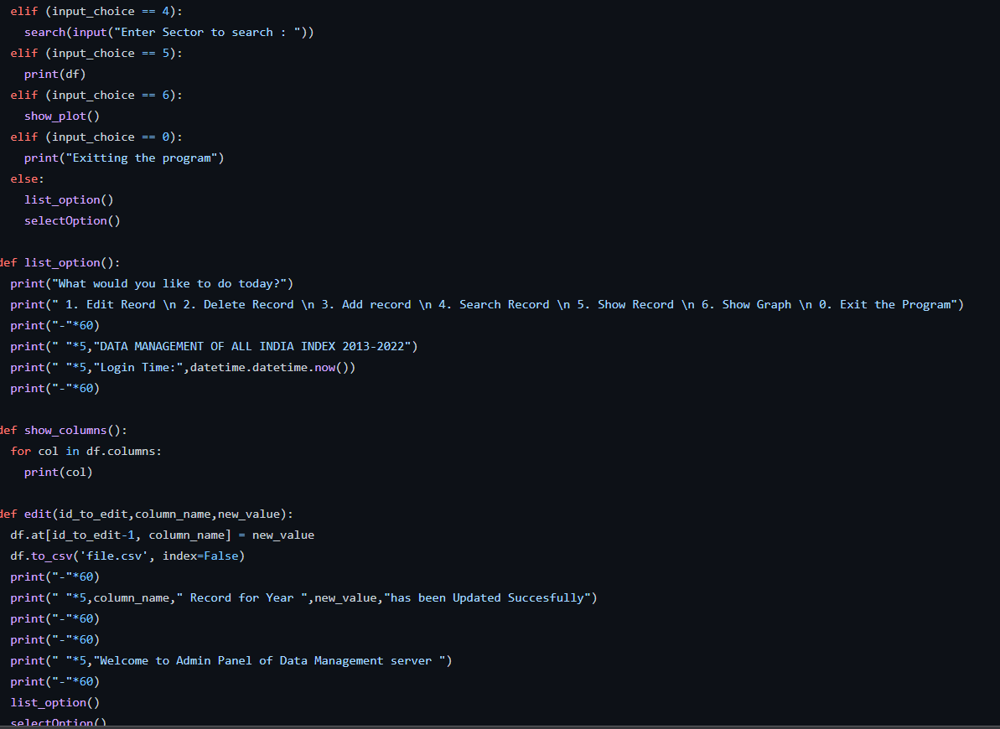 elif (input_choice == 4):
search(input("Enter Sector to search : "))
elif (input_choice == 5):
print(df)
elif (input_choice == 6):
show_plot()
elif (input_choice == 0):
print("Exitting the program")
else:
list_option()
selectOption()
def list_option():
print("What would you like to do today?")
print(" 1. Edit Reord \n 2. Delete Record \n 3. Add record \n 4. Search Record \n 5. Show Record \n 6. Show Graph \n 0. Exit the Program")
print("-"*60)
print(" "*5,"DATA MANAGEMENT OF ALL INDIA INDEX 2013-2022")
print(" "*5,"Login Time:",datetime.datetime.now())
print("-"*60)
def show_columns():
for col in df.columns:
print(col)
def edit(id_to_edit,column_name,new_value):
df.at[id_to_edit-1, column_name] = new_value
df.to_csv('file.csv', index=False)
print("-"*60)
print(" "*5,column_name," Record for Year ",new_value,"has been Updated Succesfully")
print("-"*60)
print("-"*60)
print(" "*5,"Welcome to Admin Panel of Data Management server ")
print("-"*60)
list_option()
selectOption()